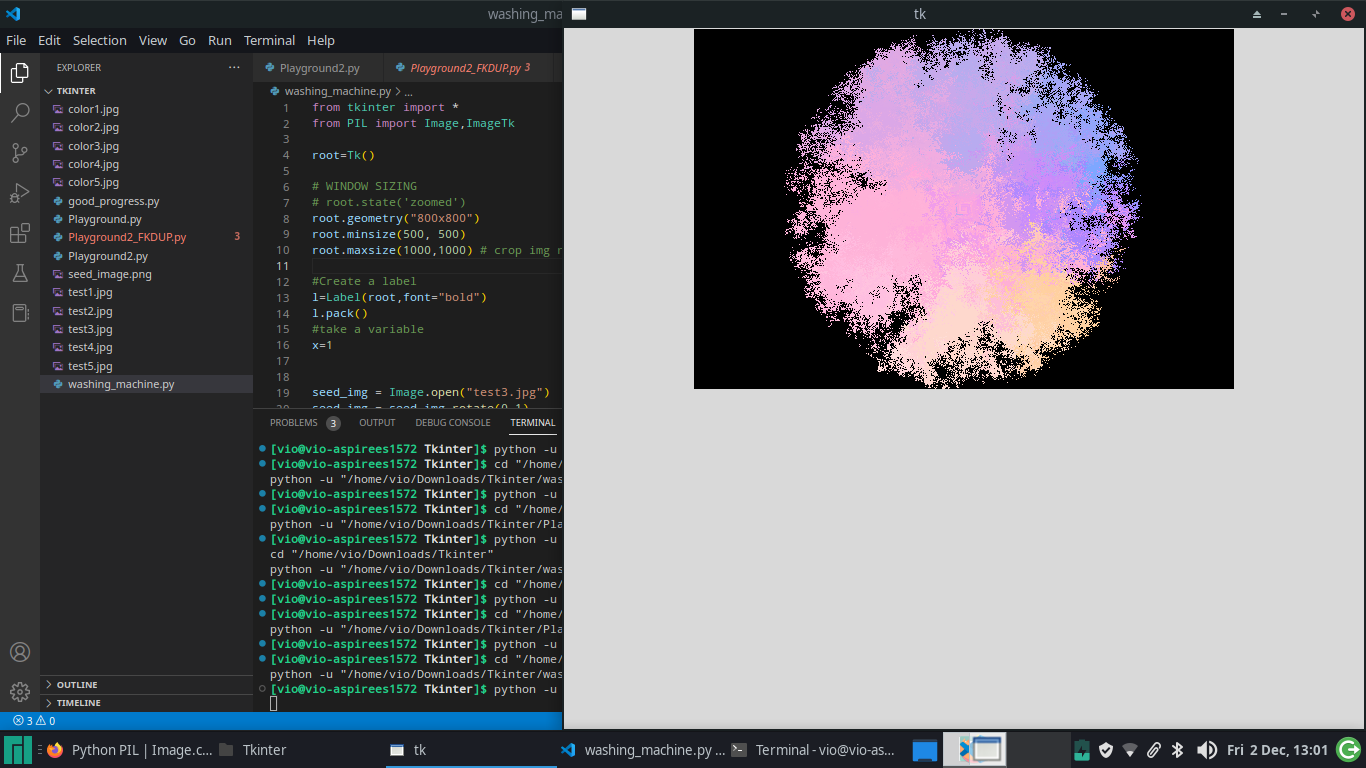 washing_ma
tk
File Edit Selection View Go Run Terminal Help
EXPLORER
TKINTER
color1.jpg
color2.jpg
color3.jpg
color4.jpg
color5.jpg
good_progress.py
Playground.py
Playground2_FKDUP.py 3
Playground2.py
seed_image.png
test1.jpg
test2.jpg
test3.jpg
test4.jpg
test5.jpg
washing_machine.py
OUTLINE
TIMELINE
Playground2.py Playground2_FKDUP.py 3
washing_machine.py > ...
1 from tkinter import *
2 from PIL import Image,ImageTk
3
4 root=Tk()
5
6 # WINDOW SIZING
7 # root.state('zoomed')
8 root.geometry("800x800")
9 root.minsize(500, 500)
10 root.maxsize(1000,1000) # crop img r
11
12 #Create a label
13 l=Label(root,font="bold")
14 l.pack()
15 #take a variable
16 x=1
17
18
19 seed_img = Image.open("test3.jpg")
20 seed_img = seed_img.rotate(0.1)
PROBLEMS 3 OUTPUT DEBUG CONSOLE TERMINAL
[vio@vio-aspirees1572 Tkinter]$ python -u
[vio@vio-aspirees1572 Tkinter]$ cd "/home/
python -u "/home/vio/Downloads/Tkinter/was
[vio@vio-aspirees1572 Tkinter]$ python -u
[vio@vio-aspirees1572 Tkinter]$ cd "/home/
python -u "/home/vio/Downloads/Tkinter/Pla
[vio@vio-aspirees1572 Tkinter]$ python -u
cd "/home/vio/Downloads/Tkinter"
python -u "/home/vio/Downloads/Tkinter/was
[vio@vio-aspirees1572 Tkinter]$ cd "/home/
[vio@vio-aspirees1572 Tkinter]$ python -u
[vio@vio-aspirees1572 Tkinter]$ cd "/home/
python -u "/home/vio/Downloads/Tkinter/Pla
[vio@vio-aspirees1572 Tkinter]$ python -u
[vio@vio-aspirees1572 Tkinter]$ cd "/home/
python -u "/home/vio/Downloads/Tkinter/was
[vio@vio-aspirees1572 Tkinter]$ python -u
3 0
Python PIL | Image.c... Tkinter tk washing_machine.py ... Terminal - vio@vio-as... Fri 2 Dec, 13:01